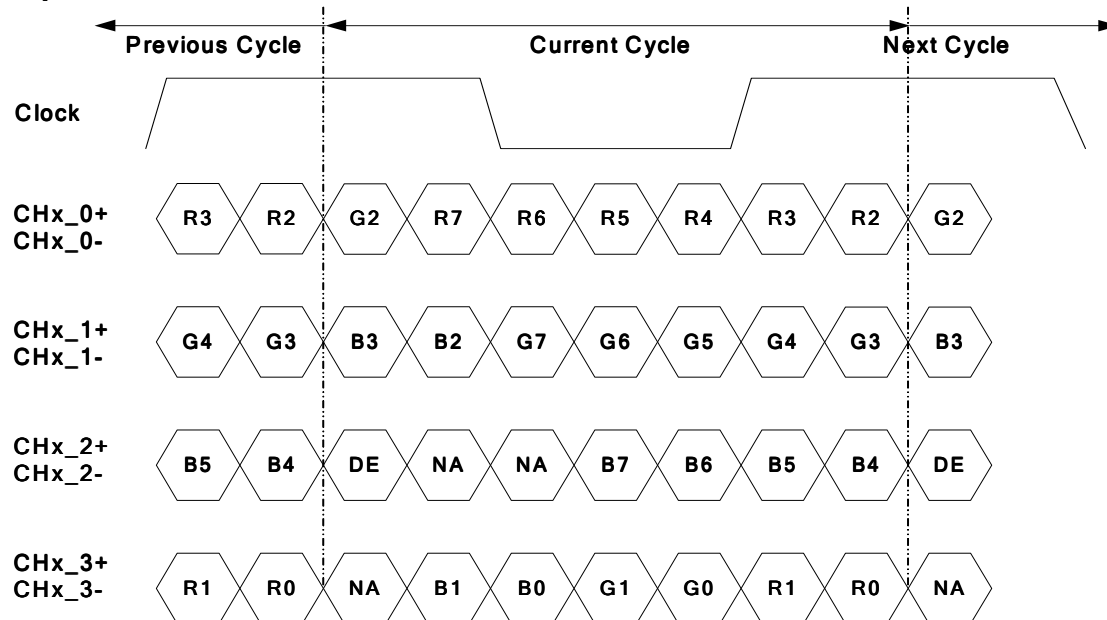 Previous Cycle Current Cycle Next Cycle
Clock
CHx_0+
CHx_0-
R3 R2 G2 R7 R6 R5 R4 R3 R2 G2
CHx_1+
CHx_1-
G4 G3 B3 B2 G7 G6 G5 G4 G3 B3
CHx_2+
CHx_2-
B5 B4 DE NA NA B7 B6 B5 B4 DE
CHx_3+
CHx_3-
R1 R0 NA B1 B0 G1 G0 R1 R0 NA